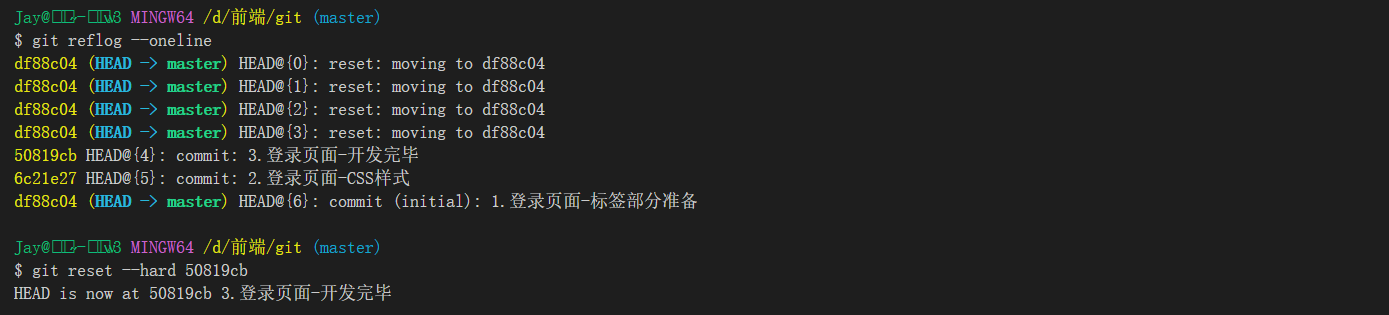 Jay@ MINGW64 /d/前端/git (master)
$ git reflog --oneline
df88c04 (HEAD -> master) HEAD@{0}: reset: moving to df88c04
df88c04 (HEAD -> master) HEAD@{1}: reset: moving to df88c04
df88c04 (HEAD -> master) HEAD@{2}: reset: moving to df88c04
df88c04 (HEAD -> master) HEAD@{3}: reset: moving to df88c04
50819cb HEAD@{4}: commit: 3.登录页面-开发完毕
6c21e27 HEAD@{5}: commit: 2.登录页面-CSS样式
df88c04 (HEAD -> master) HEAD@{6}: commit (initial): 1.登录页面-标签部分准备
Jay@ MINGW64 /d/前端/git (master)
$ git reset --hard 50819cb
HEAD is now at 50819cb 3.登录页面-开发完毕